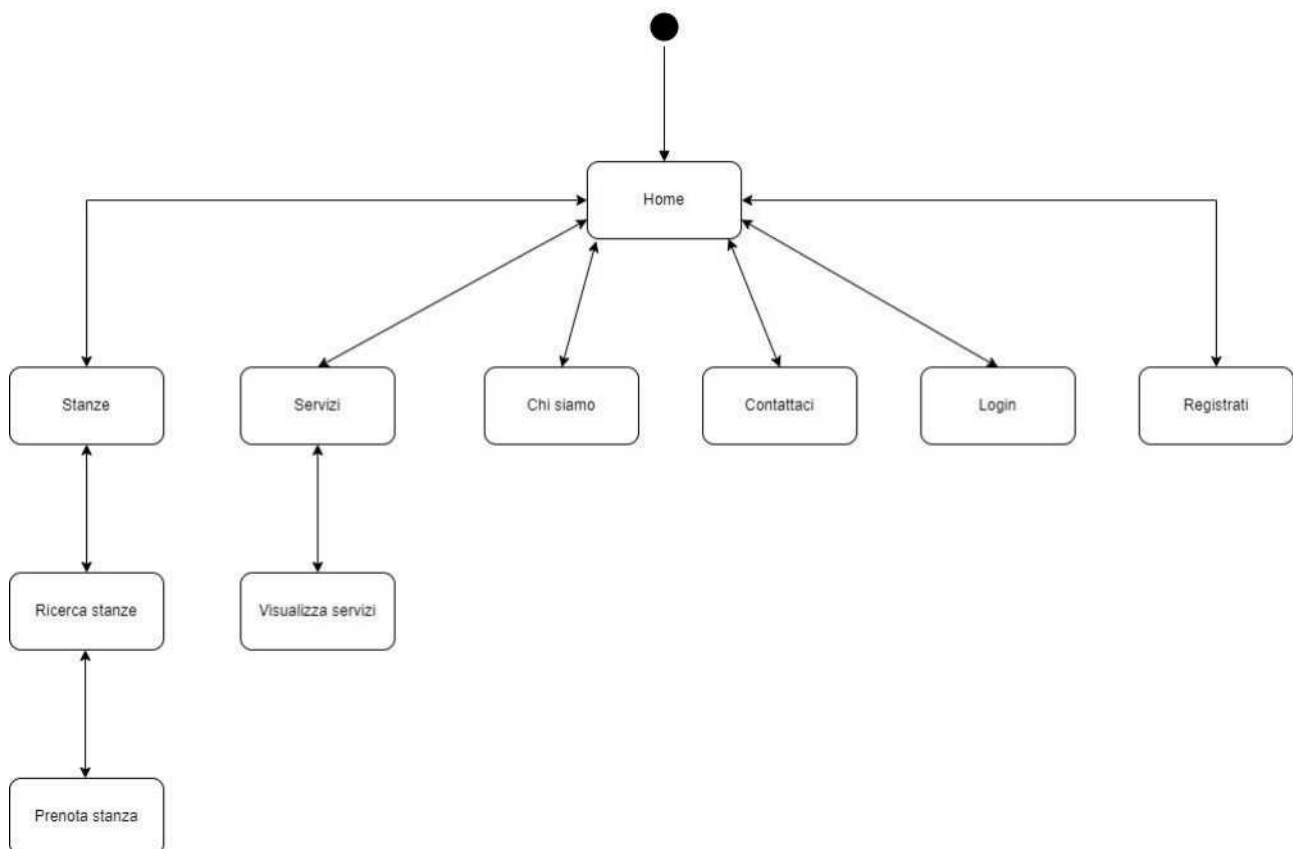 Home
Stanze
Servizi
Chi siamo
Contattaci
Login
Registrati
Ricerca stanze
Visualizza servizi
Prenota stanza